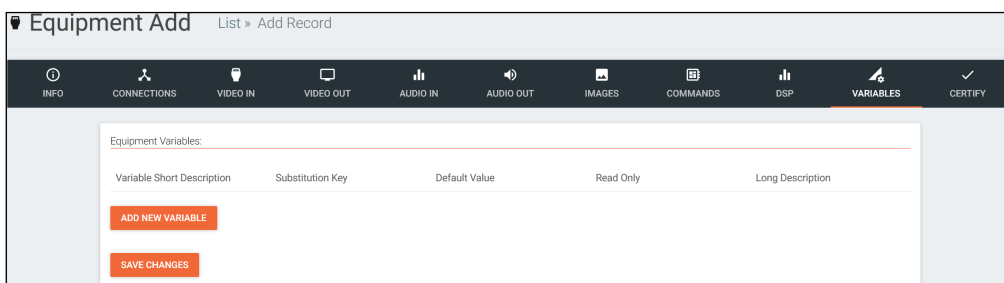 Equipment Add List » Add Record
INFO CONNECTIONS VIDEO IN VIDEO OUT AUDIO IN AUDIO OUT IMAGES COMMANDS DSP VARIABLES CERTIFY
Equipment Variables:
Variable Short Description Substitution Key Default Value Read Only Long Description
ADD NEW VARIABLE
SAVE CHANGES